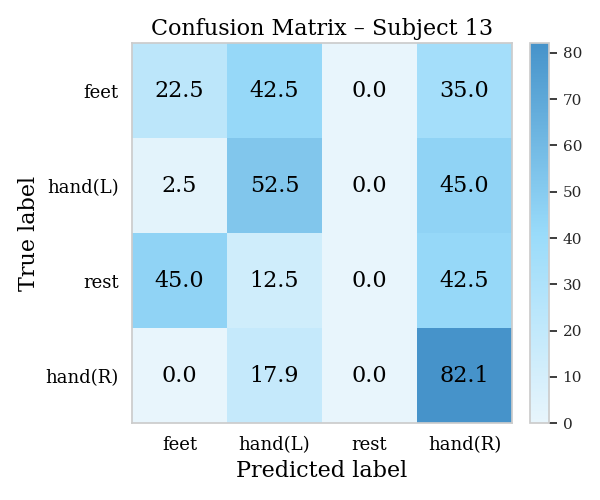 Confusion Matrix – Subject 13
feet 22.5 42.5 0.0 35.0
hand(L) 2.5 52.5 0.0 45.0
rest 45.0 12.5 0.0 42.5
hand(R) 0.0 17.9 0.0 82.1
feet hand(L) rest hand(R)
Predicted label
True label
80
70
60
50
40
30
20
10
0